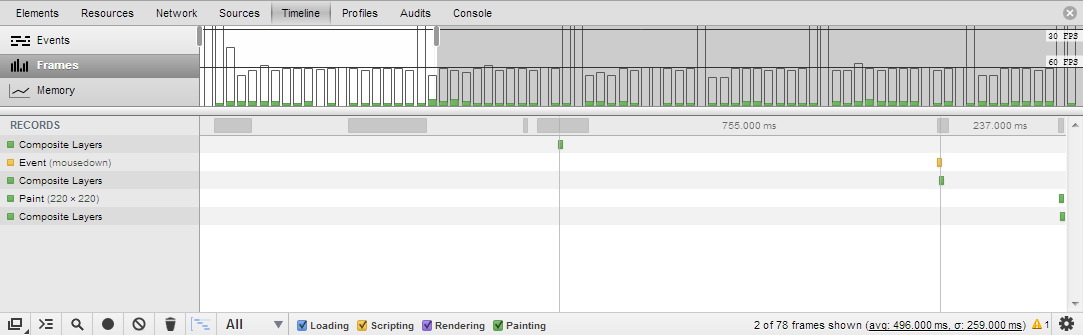 Elements Resources Network Sources Timeline Profiles Audits Console
Events
30 FPS
Frames
60 FPS
Memory
RECORDS 755.000 ms 237.000 ms
Composite Layers
Event (mousedown)
Composite Layers
Paint (220 × 220)
Composite Layers
All Loading Scripting Rendering Painting 2 of 78 frames shown (avg: 496.000 ms, σ: 259.000 ms) 1